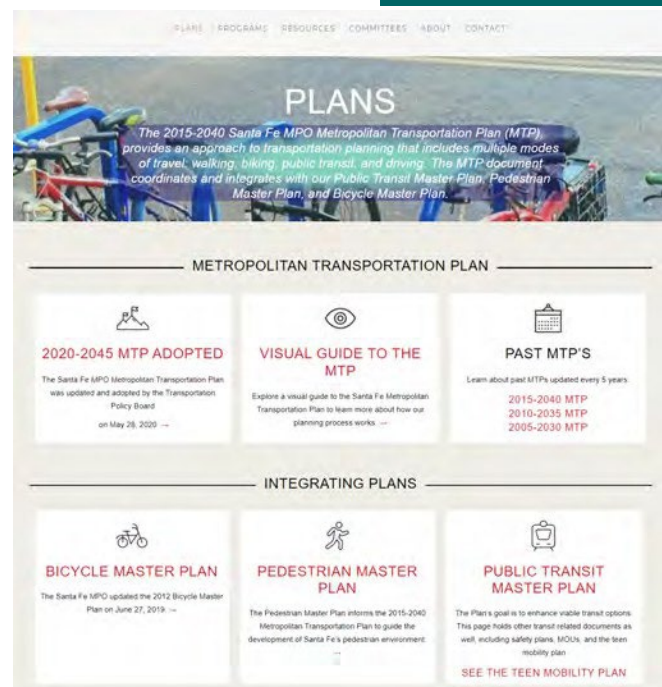 PLANS PROGRAMS RESOURCES COMMITTEES ABOUT CONTACT
PLANS
The 2015-2040 Santa Fe MPO Metropolitan Transportation Plan (MTP),
provides an approach to transportation planning that includes multiple modes
of travel: walking, biking, public transit, and driving. The MTP document
coordinates and integrates with our Public Transit Master Plan, Pedestrian
Master Plan, and Bicycle Master Plan.
METROPOLITAN TRANSPORTATION PLAN
2020-2045 MTP ADOPTED
The Santa Fe MPO Metropolitan Transportation Plan
was updated and adopted by the Transportation
Policy Board
on May 28, 2020 →
VISUAL GUIDE TO THE
MTP
Explore a visual guide to the Santa Fe Metropolitan
Transportation Plan to learn more about how our
planning process works →
PAST MTP'S
Learn about past MTPs updated every 5 years
2015-2040 MTP
2010-2035 MTP
2005-2030 MTP
INTEGRATING PLANS
BICYCLE MASTER PLAN
The Santa Fe MPO updated the 2012 Bicycle Master
Plan on June 27, 2019 →
PEDESTRIAN MASTER
PLAN
The Pedestrian Master Plan informs the 2015-2040
Metropolitan Transportation Plan to guide the
development of Santa Fe's pedestrian environment
→
PUBLIC TRANSIT
MASTER PLAN
The Plan's goal is to enhance viable transit options
This page holds other transit related documents as
well, including safety plans, MOUs, and the teen
mobility plan
SEE THE TEEN MOBILITY PLAN